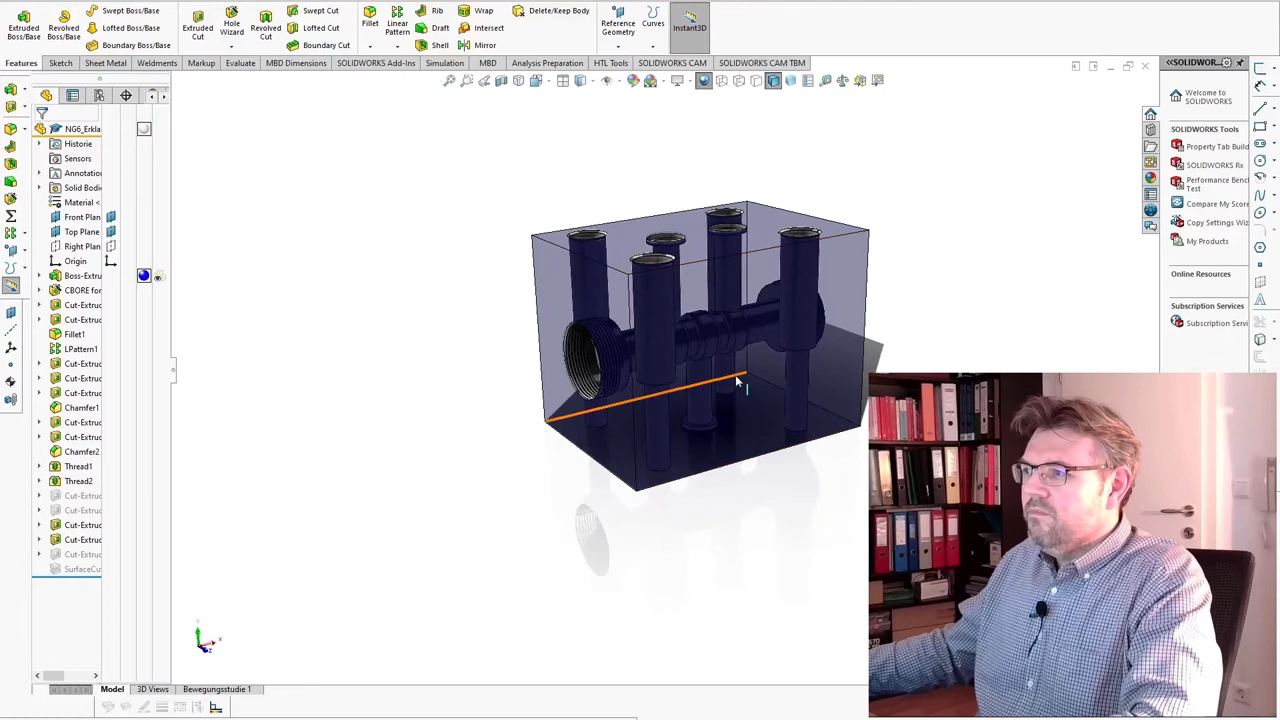 Extruded Boss/Base
Revolved Boss/Base
Swept Boss/Base
Lofted Boss/Base
Boundary Boss/Base
Extruded Cut
Hole Wizard
Revolved Cut
Swept Cut
Lofted Cut
Boundary Cut
Fillet
Linear Pattern
Rib
Draft
Shell
Wrap
Intersect
Mirror
Delete/Keep Body
Reference Geometry
Curves
Instant3D
Features
Sketch
Sheet Metal
Weldments
Markup
Evaluate
MBD Dimensions
SOLIDWORKS Add-Ins
Simulation
MBD
Analysis Preparation
HTL Tools
SOLIDWORKS CAM
SOLIDWORKS CAM TBM
NG6_Erkla
Historie
Sensors
Annotation
Solid Bodi
Material <
Front Plan
Top Plane
Right Plan
Origin
Boss-Extru
CBORE for
Cut-Extruc
Cut-Extruc
Fillet1
LPattern1
Cut-Extruc
Cut-Extruc
Cut-Extruc
Chamfer1
Cut-Extruc
Cut-Extruc
Chamfer2
Thread1
Thread2
Cut-Extruc
Cut-Extruc
Cut-Extruc
Cut-Extruc
Cut-Extruc
SurfaceCu
Model
3D Views
Bewegungsstudie 1
SOLIDWOR...
Welcome to SOLIDWORKS
SOLIDWORKS Tools
Property Tab Build
SOLIDWORKS Rx
Performance Benc
Test
Compare My Score
Copy Settings Wiz
My Products
Online Resources
Subscription Services
Subscription Servi